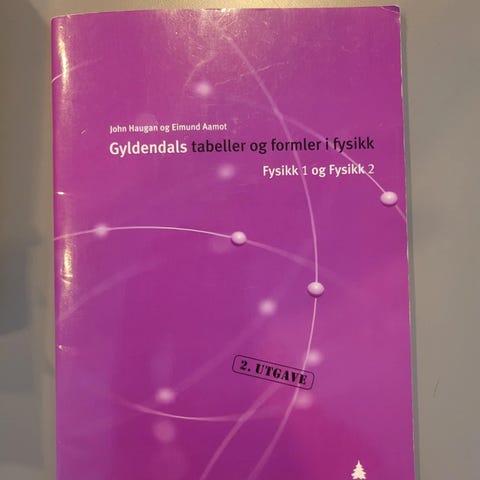 John Haugan og Eimund Aamot
Gyldendals tabeller og formler i fysikk
Fysikk 1 og Fysikk 2
2. UTGAVE